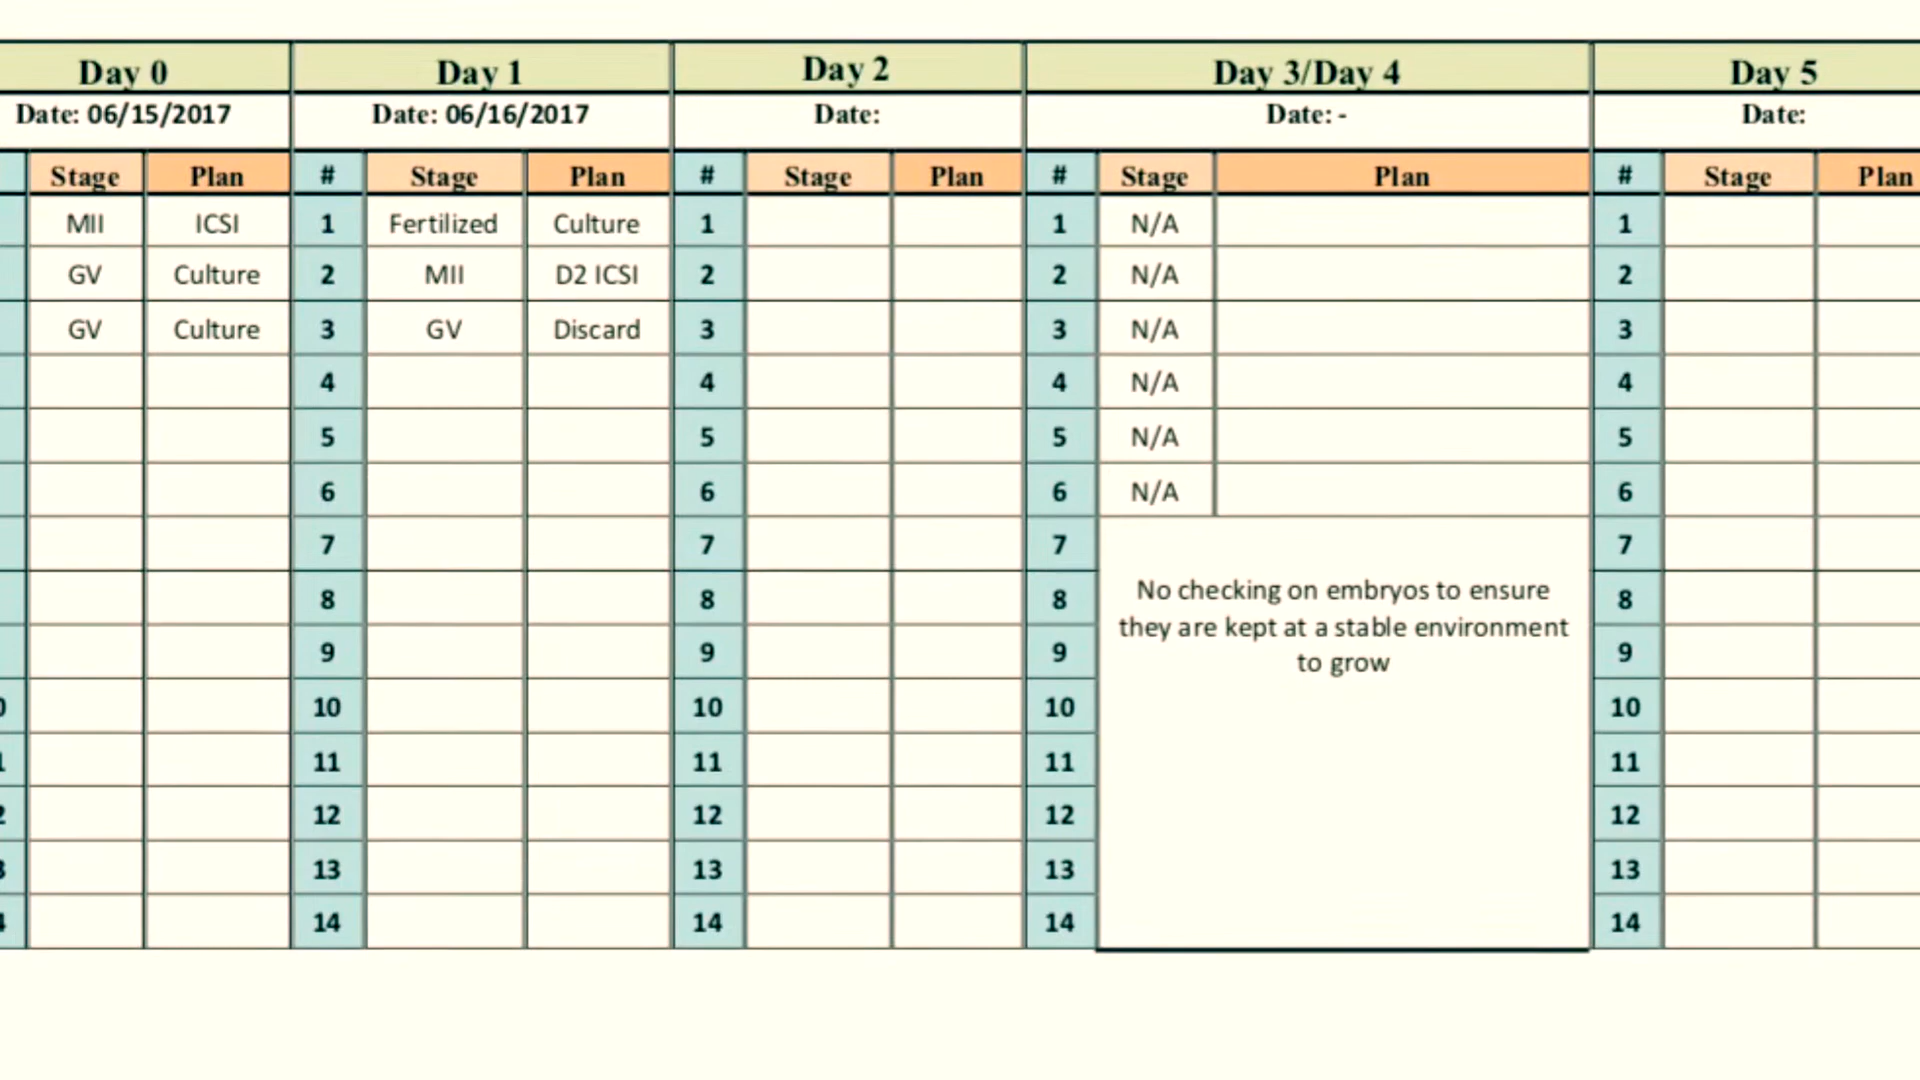 Day 0 Day 1 Day 2 Day 3/Day 4 Day 5
Date: 06/15/2017 Date: 06/16/2017 Date: Date: - Date:
Stage Plan # Stage Plan # Stage Plan # Stage Plan # Stage Plan
MII ICSI 1 Fertilized Culture 1 1 N/A 1
GV Culture 2 MII D2 ICSI 2 2 N/A 2
GV Culture 3 GV Discard 3 3 N/A 3
4 4 4 N/A 4
5 5 5 N/A 5
6 6 6 N/A 6
7 7 7 7
8 8 8 8
9 9 9 9
10 10 10 10
11 11 11 11
12 12 12 12
13 13 13 13
14 14 14 14
No checking on embryos to ensure
they are kept at a stable environment
to grow